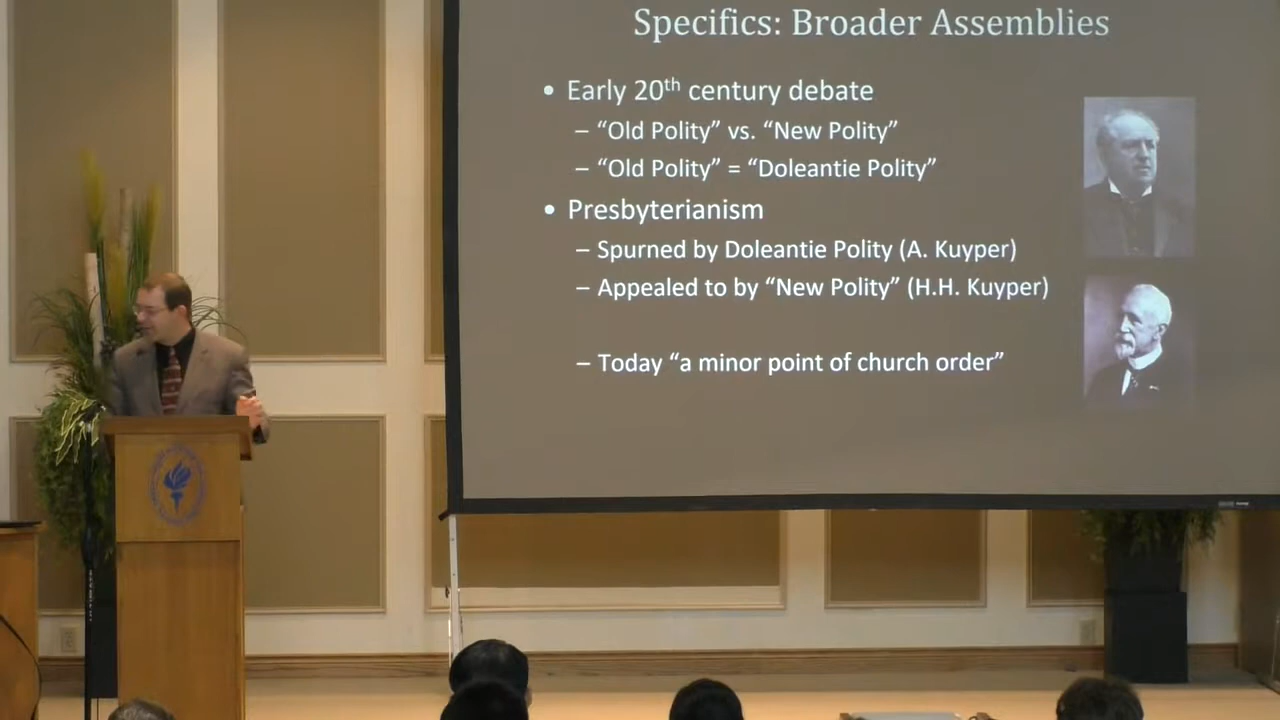 Specifics: Broader Assemblies
• Early 20th century debate
– “Old Polity” vs. “New Polity”
– “Old Polity” = “Doleantie Polity”
• Presbyterianism
– Spurned by Doleantie Polity (A. Kuyper)
– Appealed to by “New Polity” (H.H. Kuyper)
– Today “a minor point of church order”